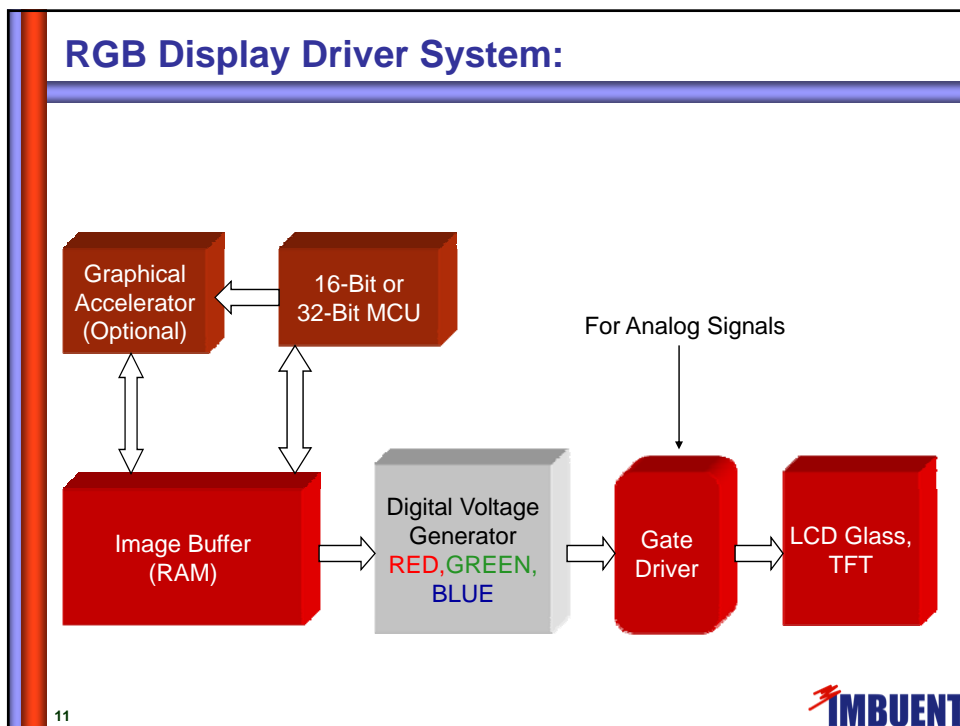 RGB Display Driver System:
Graphical
Accelerator
(Optional)
16-Bit or
32-Bit MCU
For Analog Signals
Image Buffer
(RAM)
Digital Voltage
Generator
RED,GREEN,
BLUE
Gate
Driver
LCD Glass,
TFT
11
IMBUENT